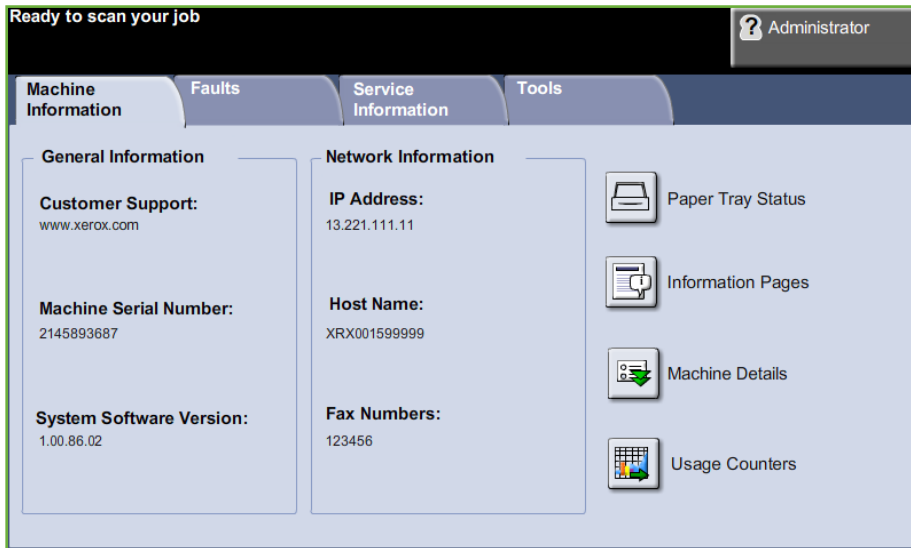 Ready to scan your job
Administrator
Machine
Information
Faults
Service
Information
Tools
General Information
Customer Support:
www.xerox.com
Machine Serial Number:
2145893687
System Software Version:
1.00.86.02
Network Information
IP Address:
13.221.111.11
Host Name:
XRX001599999
Fax Numbers:
123456
Paper Tray Status
Information Pages
Machine Details
Usage Counters